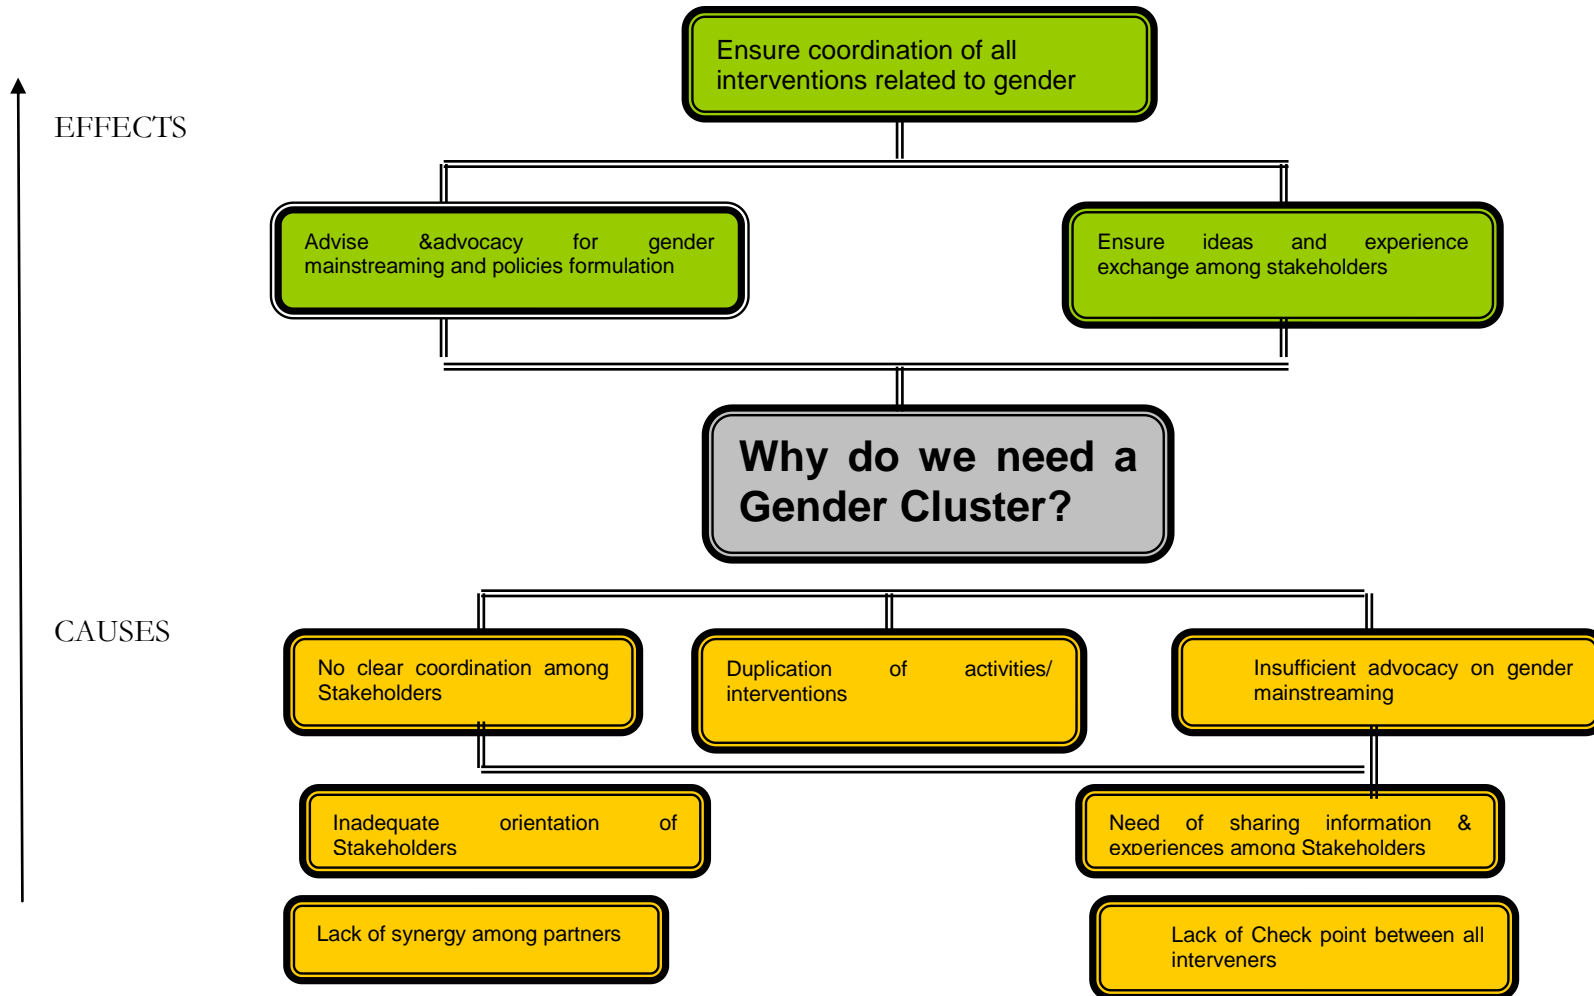 Ensure coordination of all
interventions related to gender
EFFECTS
Advise &advocacy for gender
mainstreaming and policies formulation
Ensure ideas and experience
exchange among stakeholders
Why do we need a
Gender Cluster?
CAUSES
No clear coordination among
Stakeholders
Duplication of activities/
interventions
Insufficient advocacy on gender
mainstreaming
Inadequate orientation of
Stakeholders
Need of sharing information &
experiences among Stakeholders
Lack of synergy among partners
Lack of Check point between all
interveners